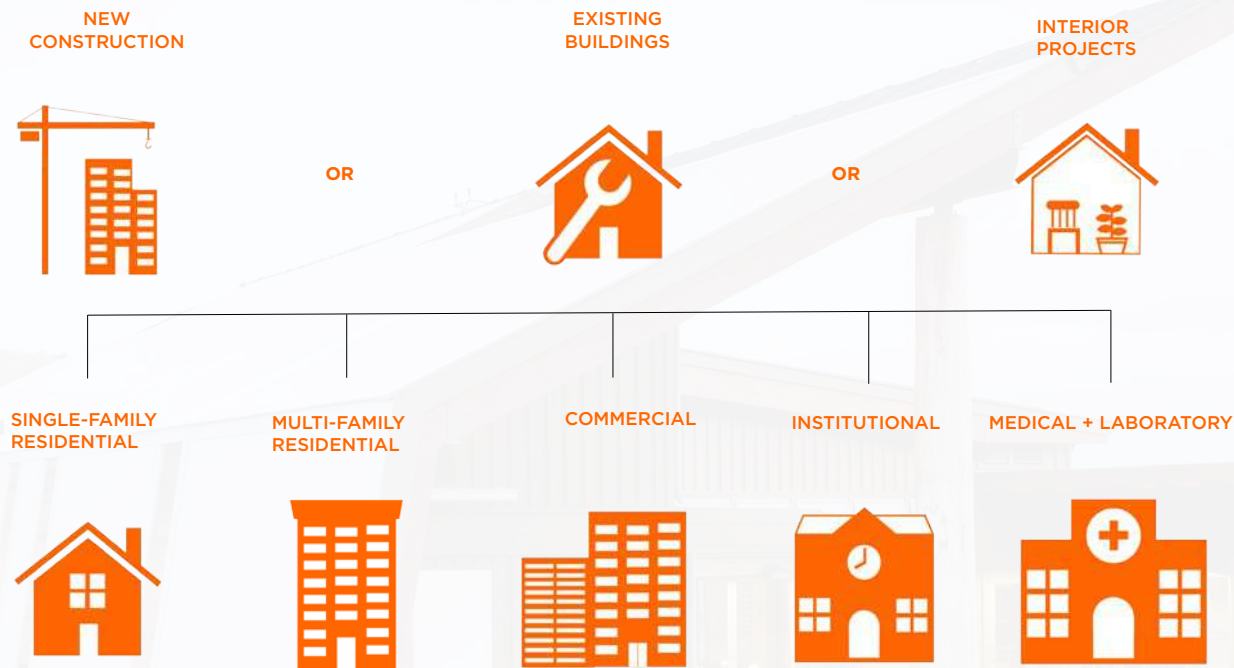 NEW
CONSTRUCTION
EXISTING
BUILDINGS
INTERIOR
PROJECTS
OR
OR
SINGLE-FAMILY
RESIDENTIAL
MULTI-FAMILY
RESIDENTIAL
COMMERCIAL
INSTITUTIONAL
MEDICAL + LABORATORY